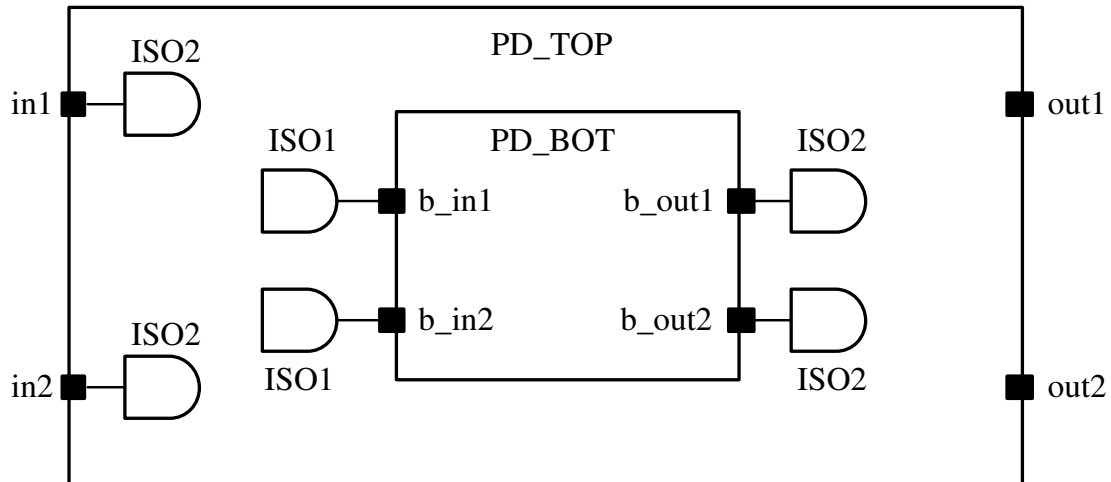 ISO2
PD_TOP
in1
out1
ISO1
PD_BOT
ISO2
b_in1
b_out1
ISO2
b_in2
b_out2
in2
ISO1
ISO2
out2